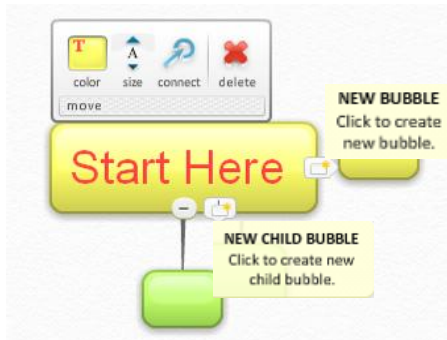 T A
color size connect delete
move
NEW BUBBLE
Click to create
new bubble.
Start Here
NEW CHILD BUBBLE
Click to create new
child bubble.